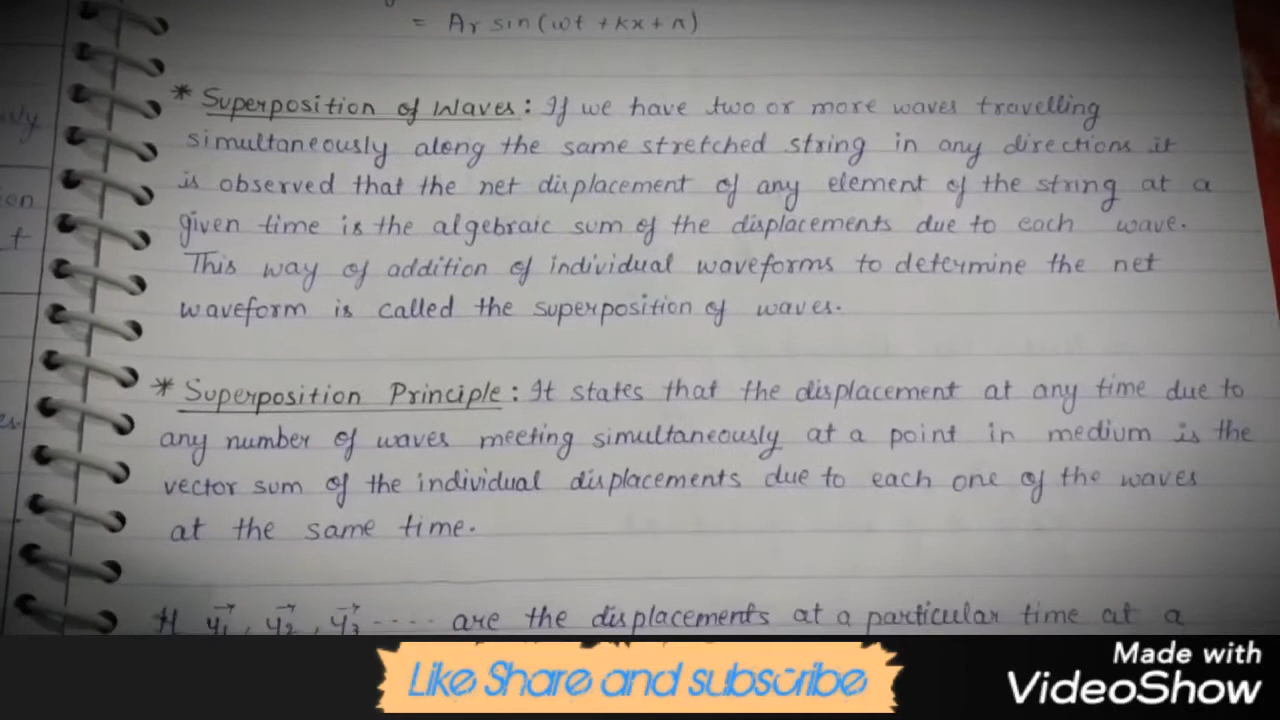 = Ar sin(ωt + kx + π)
* Superposition of Waves: If we have two or more waves travelling
simultaneously along the same stretched string in any directions it
is observed that the net displacement of any element of the string at a
given time is the algebraic sum of the displacements due to each wave.
This way of addition of individual waveforms to determine the net
waveform is called the superposition of waves.
* Superposition Principle: It states that the displacement at any time due to
any number of waves meeting simultaneously at a point in medium is the
vector sum of the individual displacements due to each one of the waves
at the same time.
If y⃗1, y⃗2, y⃗3 ---- are the displacements at a particular time at a
Like Share and subscribe
Made with
VideoShow